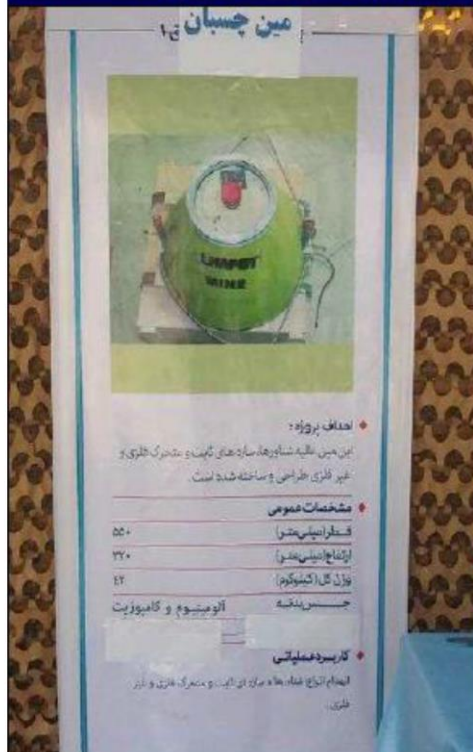 مین چسبان
LIMPET
MINE
اهداف پروژه:
این مین علیه شناورها، سازه های ثابت و متحرک فلزی و
غیر فلزی طراحی و ساخته شده است.
مشخصات عمومی
قطر(میلی‌متر) ۵۵۰
ارتفاع(میلی‌متر) ۳۲۰
وزن کل(کیلوگرم) ۴۲
جنس بدنه آلومینیوم و کامپوزیت
کاربرد عملیاتی
انهدام انواع شناورها و سازه های ثابت و متحرک فلزی و غیر
فلزی.